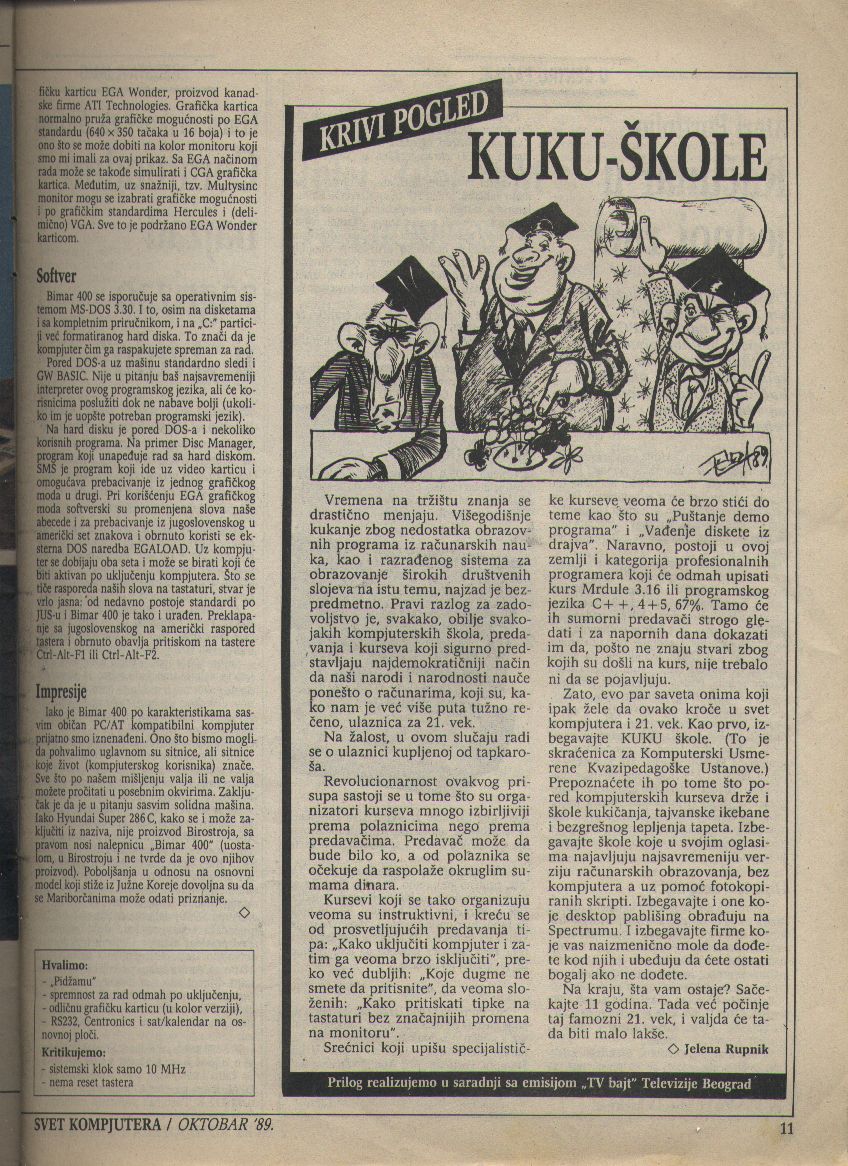 fičku karticu EGA Wonder, proizvod kanad-
ske firme ATI Technologies. Grafička kartica
normalno pruža grafičke mogućnosti po EGA
standardu (640 × 350 tačaka u 16 boja) i to je
ono što se može dobiti na kolor monitoru koji
smo mi imali za ovaj prikaz. Sa EGA načinom
rada može se takođe simulirati i CGA grafička
kartica. Međutim, uz snažniji, tzv. Multysinc
monitor mogu se izabrati grafičke mogućnosti
i po grafičkim standardima Hercules i (deli-
mično) VGA. Sve to je podržano EGA Wonder
karticom.
Softver
Bimar 400 se isporučuje sa operativnim sis-
temom MS-DOS 3.30. I to, osim na disketama
i sa kompletnim priručnikom, i na „C:" partici-
ji već formatiranog hard diska. To znači da je
kompjuter čim ga raspakujete spreman za rad.
Pored DOS-a uz mašinu standardno sledi i
GW BASIC. Nije u pitanju baš najsavremeniji
interpreter ovog programskog jezika, ali će ko-
risnicima poslužiti dok ne nabave bolji (ukoli-
ko im je uopšte potreban programski jezik).
Na hard disku je pored DOS-a i nekoliko
korisnih programa. Na primer Disc Manager,
program koji unapeđuje rad sa hard diskom.
SMS je program koji ide uz video karticu i
omogućava prebacivanje iz jednog grafičkog
moda u drugi. Pri korišćenju EGA grafičkog
moda softverski su promenjena slova naše
abecede i za prebacivanje iz jugoslovenskog u
američki set znakova i obrnuto koristi se ek-
sterna DOS naredba EGALOAD. Uz kompju-
ter se dobijaju oba seta i može se birati koji će
biti aktivan po uključenju kompjutera. Što se
tiče rasporeda naših slova na tastaturi, stvar je
vrlo jasna: od nedavno postoje standardi po
JUS-u i Bimar 400 je tako i urađen. Preklapa-
nje sa jugoslovenskog na američki raspored
tastera i obrnuto obavlja pritiskom na tastere
Ctrl-Alt-F1 ili Ctrl-Alt-F2.
Impresije
Iako je Bimar 400 po karakteristikama sas-
vim običan PC/AT kompatibilni kompjuter
prijatno smo iznenađeni. Ono što bismo mogli
da pohvalimo uglavnom su sitnice, ali sitnice
koje život (kompjuterskog korisnika) znače.
Sve što po našem mišljenju valja ili ne valja
možete pročitati u posebnim okvirima. Zaklju-
čak je da je u pitanju sasvim solidna mašina.
Iako Hyundai Super 286 C, kako se i može za-
ključiti iz naziva, nije proizvod Birostroja, sa
pravom nosi nalepnicu „Bimar 400" (uosta-
lom, u Birostroju i ne tvrde da je ovo njihov
proizvod). Poboljšanja u odnosu na osnovni
model koji stiže iz Južne Koreje dovoljna su da
se Mariborčanima može odati priznanje.
◇
Hvalimo:
- „Pidžamu"
- spremnost za rad odmah po uključenju,
- odličnu grafičku karticu (u kolor verziji),
- RS232, Centronics i sat/kalendar na os-
novnoj ploči.
Kritikujemo:
- sistemski klok samo 10 MHz
- nema reset tastera
KRIVI POGLED
KUKU-ŠKOLE
Vremena na tržištu znanja se
drastično menjaju. Višegodišnje
kukanje zbog nedostatka obrazov-
nih programa iz računarskih nau-
ka, kao i razrađenog sistema za
obrazovanje širokih društvenih
slojeva na istu temu, najzad je bez-
predmetno. Pravi razlog za zado-
voljstvo je, svakako, obilje svako-
jakih kompjuterskih škola, preda-
vanja i kurseva koji sigurno pred-
stavljaju najdemokratičniji način
da naši narodi i narodnosti nauče
ponešto o računarima, koji su, ka-
ko nam je već više puta tužno re-
čeno, ulaznica za 21. vek.
Na žalost, u ovom slučaju radi
se o ulaznici kupljenoj od tapkaro-
ša.
Revolucionarnost ovakvog pri-
supa sastoji se u tome što su orga-
nizatori kurseva mnogo izbirljiviji
prema polaznicima nego prema
predavačima. Predavač može da
bude bilo ko, a od polaznika se
očekuje da raspolaže okruglim su-
mama dinara.
Kursevi koji se tako organizuju
veoma su instruktivni, i kreću se
od prosvetljujućih predavanja ti-
pa: „Kako uključiti kompjuter i za-
tim ga veoma brzo isključiti", pre-
ko već dubljih: „Koje dugme ne
smete da pritisnite", da veoma slo-
ženih: „Kako pritiskati tipke na
tastaturi bez značajnijih promena
na monitoru".
Srećnici koji upišu specijalistič-
ke kurseve veoma će brzo stići do
teme kao što su „Puštanje demo
programa" i „Vađenje diskete iz
drajva". Naravno, postoji u ovoj
zemlji i kategorija profesionalnih
programera koji će odmah upisati
kurs Mrdule 3.16 ili programskog
jezika C++, 4+5, 67%. Tamo će
ih sumorni predavači strogo gle-
dati i za napornih dana dokazati
im da, pošto ne znaju stvari zbog
kojih su došli na kurs, nije trebalo
ni da se pojavljuju.
Zato, evo par saveta onima koji
ipak žele da ovako kroče u svet
kompjutera i 21. vek. Kao prvo, iz-
begavajte KUKU škole. (To je
skraćenica za Komputerski Usme-
rene Kvazipedagoške Ustanove.)
Prepoznaćete ih po tome što po-
red kompjuterskih kurseva drže i
škole kukičanja, tajvanske ikebane
i bezgrešnog lepljenja tapeta. Izbe-
gavajte škole koje u svojim oglasi-
ma najavljuju najsavremeniju ver-
ziju računarskih obrazovanja, bez
kompjutera a uz pomoć fotokopi-
ranih skripti. Izbegavajte i one ko-
je desktop pablišing obrađuju na
Spectrumu. I izbegavajte firme ko-
je vas naizmenično mole da dođe-
te kod njih i ubeđuju da ćete ostati
bogalj ako ne dođete.
Na kraju, šta vam ostaje? Sače-
kajte 11 godina. Tada već počinje
taj famozni 21. vek, i valjda će ta-
da biti malo lakše.
◇ Jelena Rupnik
Prilog realizujemo u saradnji sa emisijom „TV bajt" Televizije Beograd
SVET KOMPJUTERA / OKTOBAR '89.
11